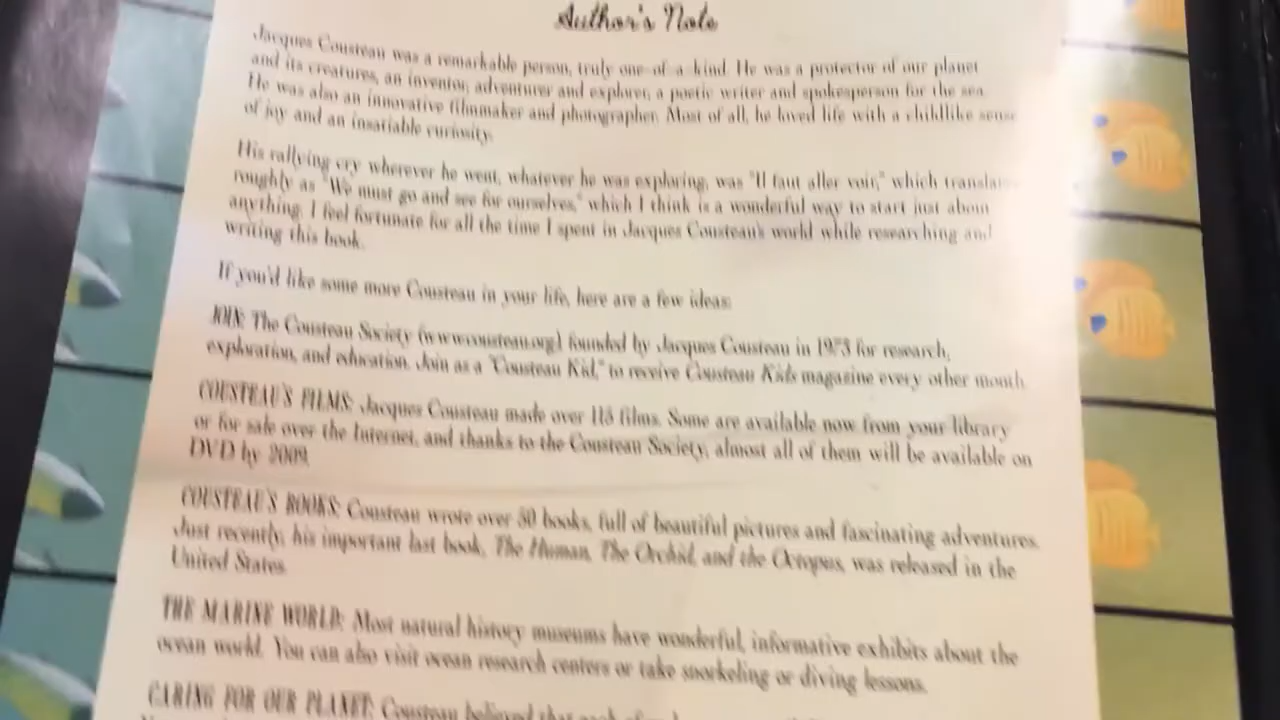 Author's Note
Jacques Cousteau was a remarkable person, truly one-of-a-kind. He was a protector of our planet
and its creatures, an inventor, adventurer and explorer, a poetic writer and spokesperson for the sea.
He was also an innovative filmmaker and photographer. Most of all, he loved life with a childlike sense
of joy and an insatiable curiosity.
His rallying cry wherever he went, whatever he was exploring, was "Il faut aller voir," which translates
roughly as "We must go and see for ourselves," which I think is a wonderful way to start just about
anything. I feel fortunate for all the time I spent in Jacques Cousteau's world while researching and
writing this book.
If you'd like some more Cousteau in your life, here are a few ideas:
JOIN: The Cousteau Society (www.cousteau.org) founded by Jacques Cousteau in 1973 for research,
exploration, and education. Join as a "Cousteau Kid," to receive Cousteau Kids magazine every other month.
COUSTEAU'S FILMS: Jacques Cousteau made over 115 films. Some are available now from your library
or for sale over the Internet, and thanks to the Cousteau Society, almost all of them will be available on
DVD by 2009.
COUSTEAU'S BOOKS: Cousteau wrote over 50 books, full of beautiful pictures and fascinating adventures.
Just recently, his important last book, The Human, The Orchid, and the Octopus, was released in the
United States.
THE MARINE WORLD: Most natural history museums have wonderful, informative exhibits about the
ocean world. You can also visit ocean research centers or take snorkeling or diving lessons.
CARING FOR OUR PLANET: Cousteau believed that each of